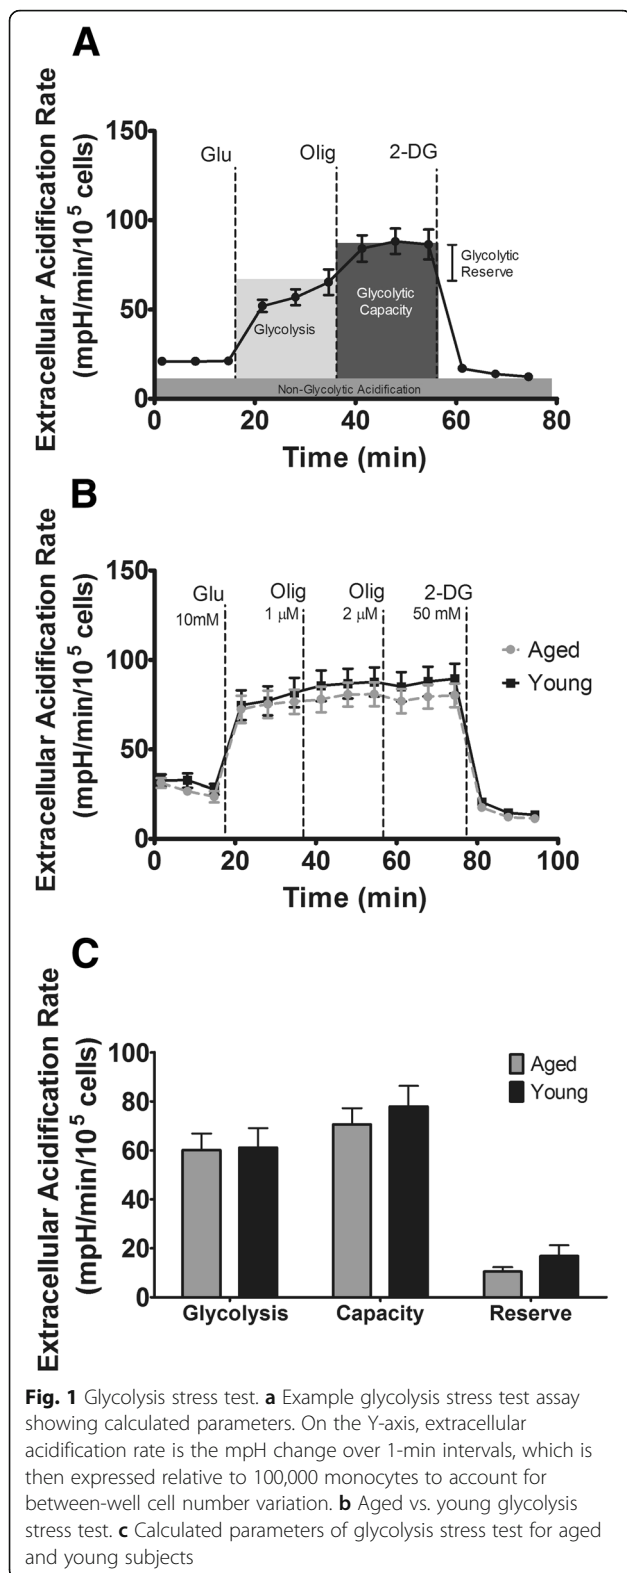 A
Extracellular Acidification Rate
(mpH/min/10^5 cells)
150
100
50
0
Glu
Olig
2-DG
Glycolytic
Reserve
Glycolysis
Glycolytic
Capacity
Non-Glycolytic Acidification
0
20
40
60
80
Time (min)
B
Extracellular Acidification Rate
(mpH/min/10^5 cells)
150
100
50
0
Glu
10mM
Olig
1 μM
Olig
2 μM
2-DG
50 mM
Aged
Young
0
20
40
60
80
100
Time (min)
C
Extracellular Acidification Rate
(mpH/min/10^5 cells)
100
80
60
40
20
0
Aged
Young
Glycolysis
Capacity
Reserve
Fig. 1 Glycolysis stress test. a Example glycolysis stress test assay
showing calculated parameters. On the Y-axis, extracellular
acidification rate is the mpH change over 1-min intervals, which is
then expressed relative to 100,000 monocytes to account for
between-well cell number variation. b Aged vs. young glycolysis
stress test. c Calculated parameters of glycolysis stress test for aged
and young subjects